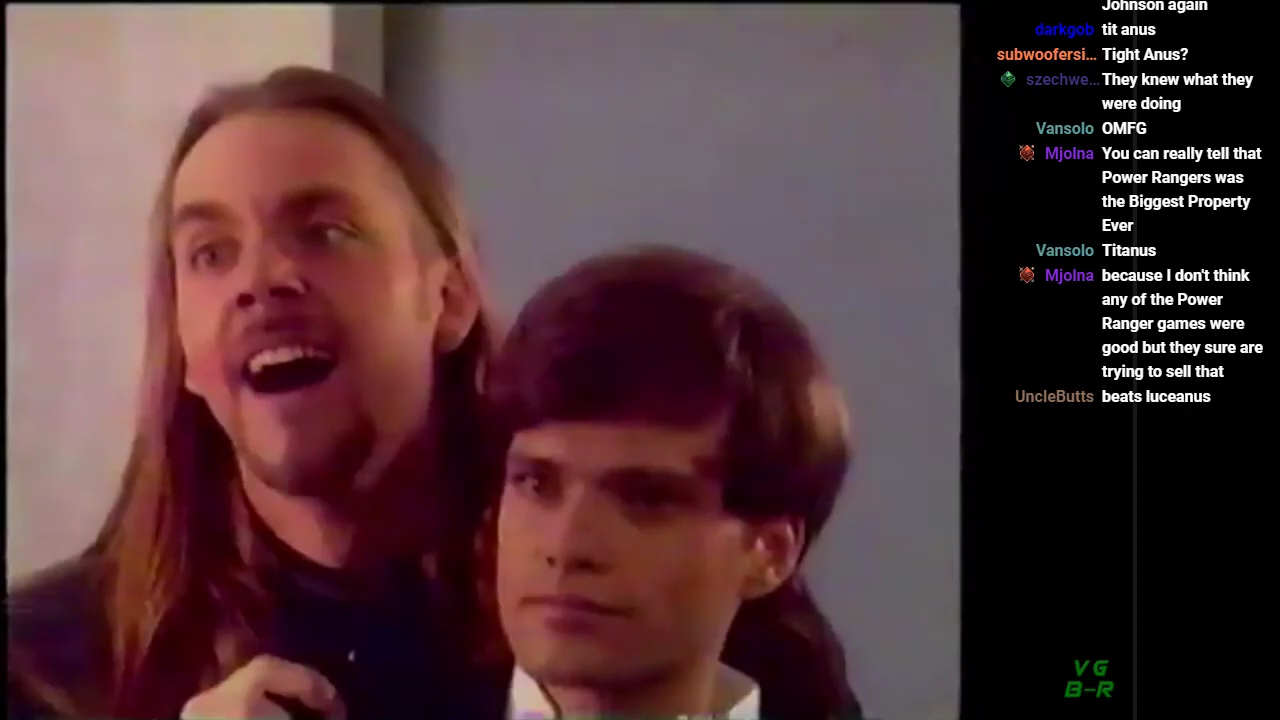 Johnson again
darkgob tit anus
subwoofersi... Tight Anus?
szechwe... They knew what they
were doing
Vansolo OMFG
Mjolna You can really tell that
Power Rangers was
the Biggest Property
Ever
Vansolo Titanus
Mjolna because I don't think
any of the Power
Ranger games were
good but they sure are
trying to sell that
UncleButts beats luceanus
VG
B-R